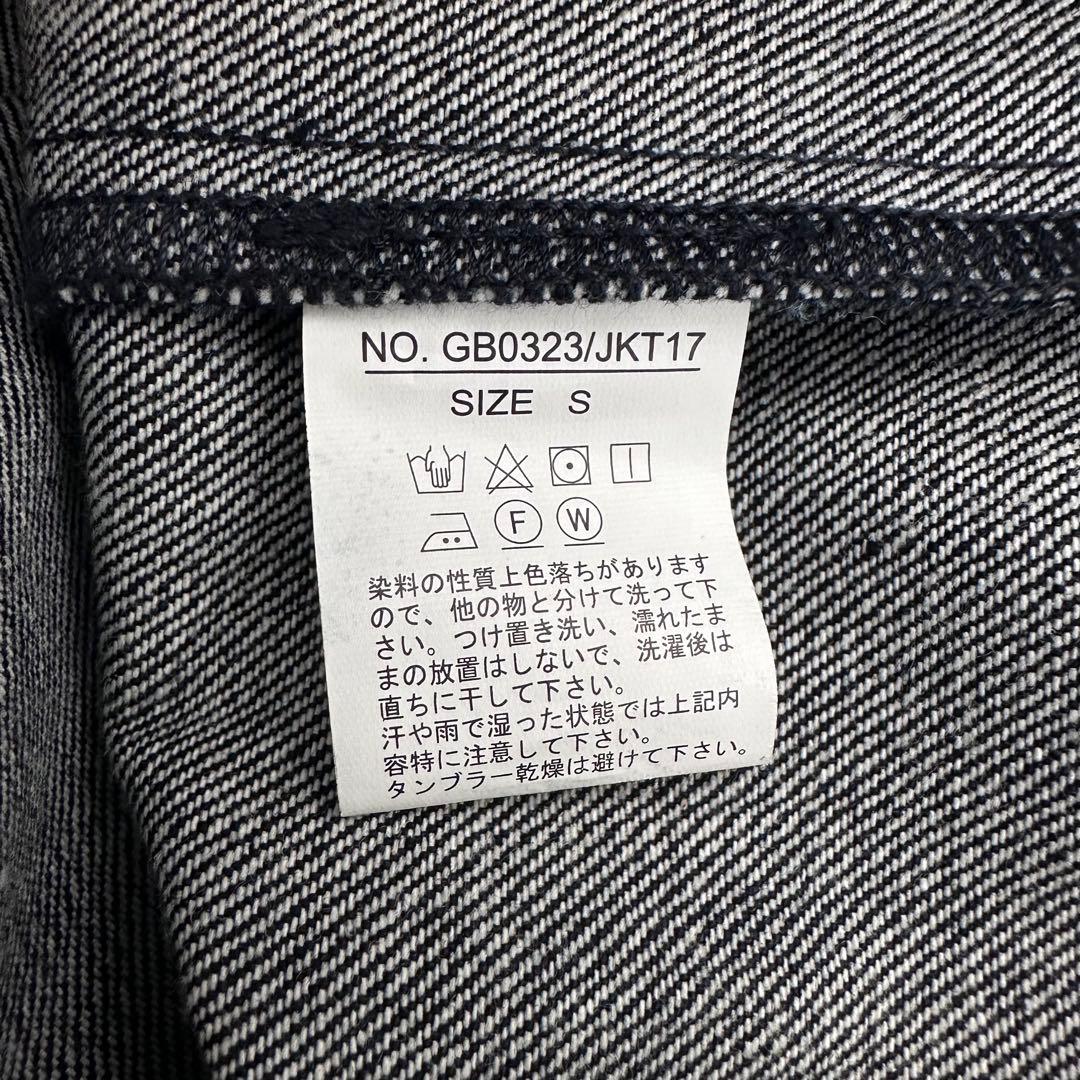 NO. GB0323/JKT17
SIZE S
F W
染料の性質上色落ちがあります
ので、他の物と分けて洗って下
さい。つけ置き洗い、濡れたま
まの放置はしないで、洗濯後は
直ちに干して下さい。
汗や雨で湿った状態では上記内
容特に注意して下さい。
タンブラー乾燥は避けて下さい。